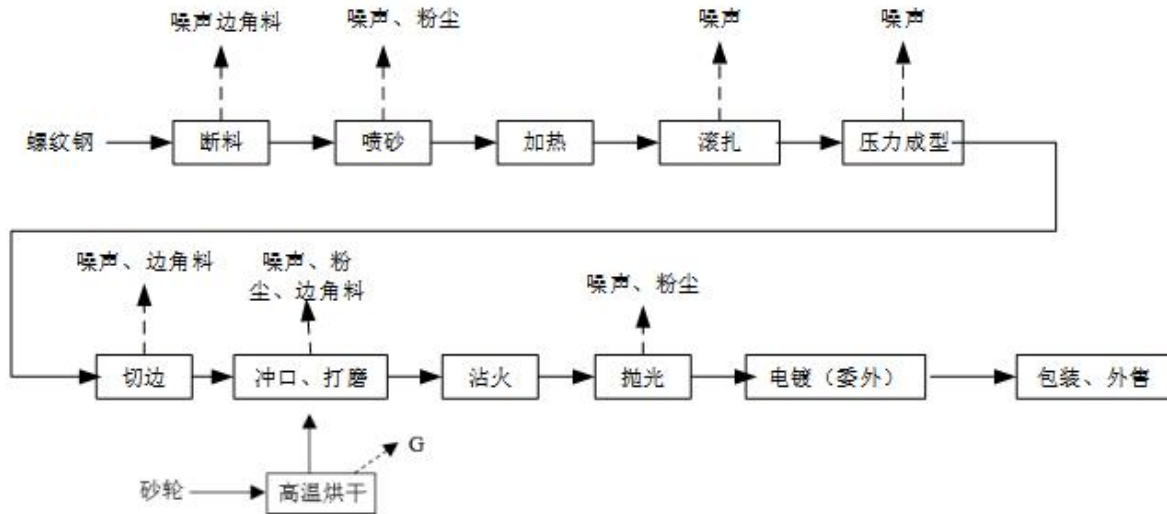 噪声边角料
噪声、粉尘
噪声
噪声
螺纹钢
断料
喷砂
加热
滚扎
压力成型
噪声、边角料
噪声、粉
尘、边角料
噪声、粉尘
切边
冲口、打磨
沾火
抛光
电镀（委外）
包装、外售
G
砂轮
高温烘干